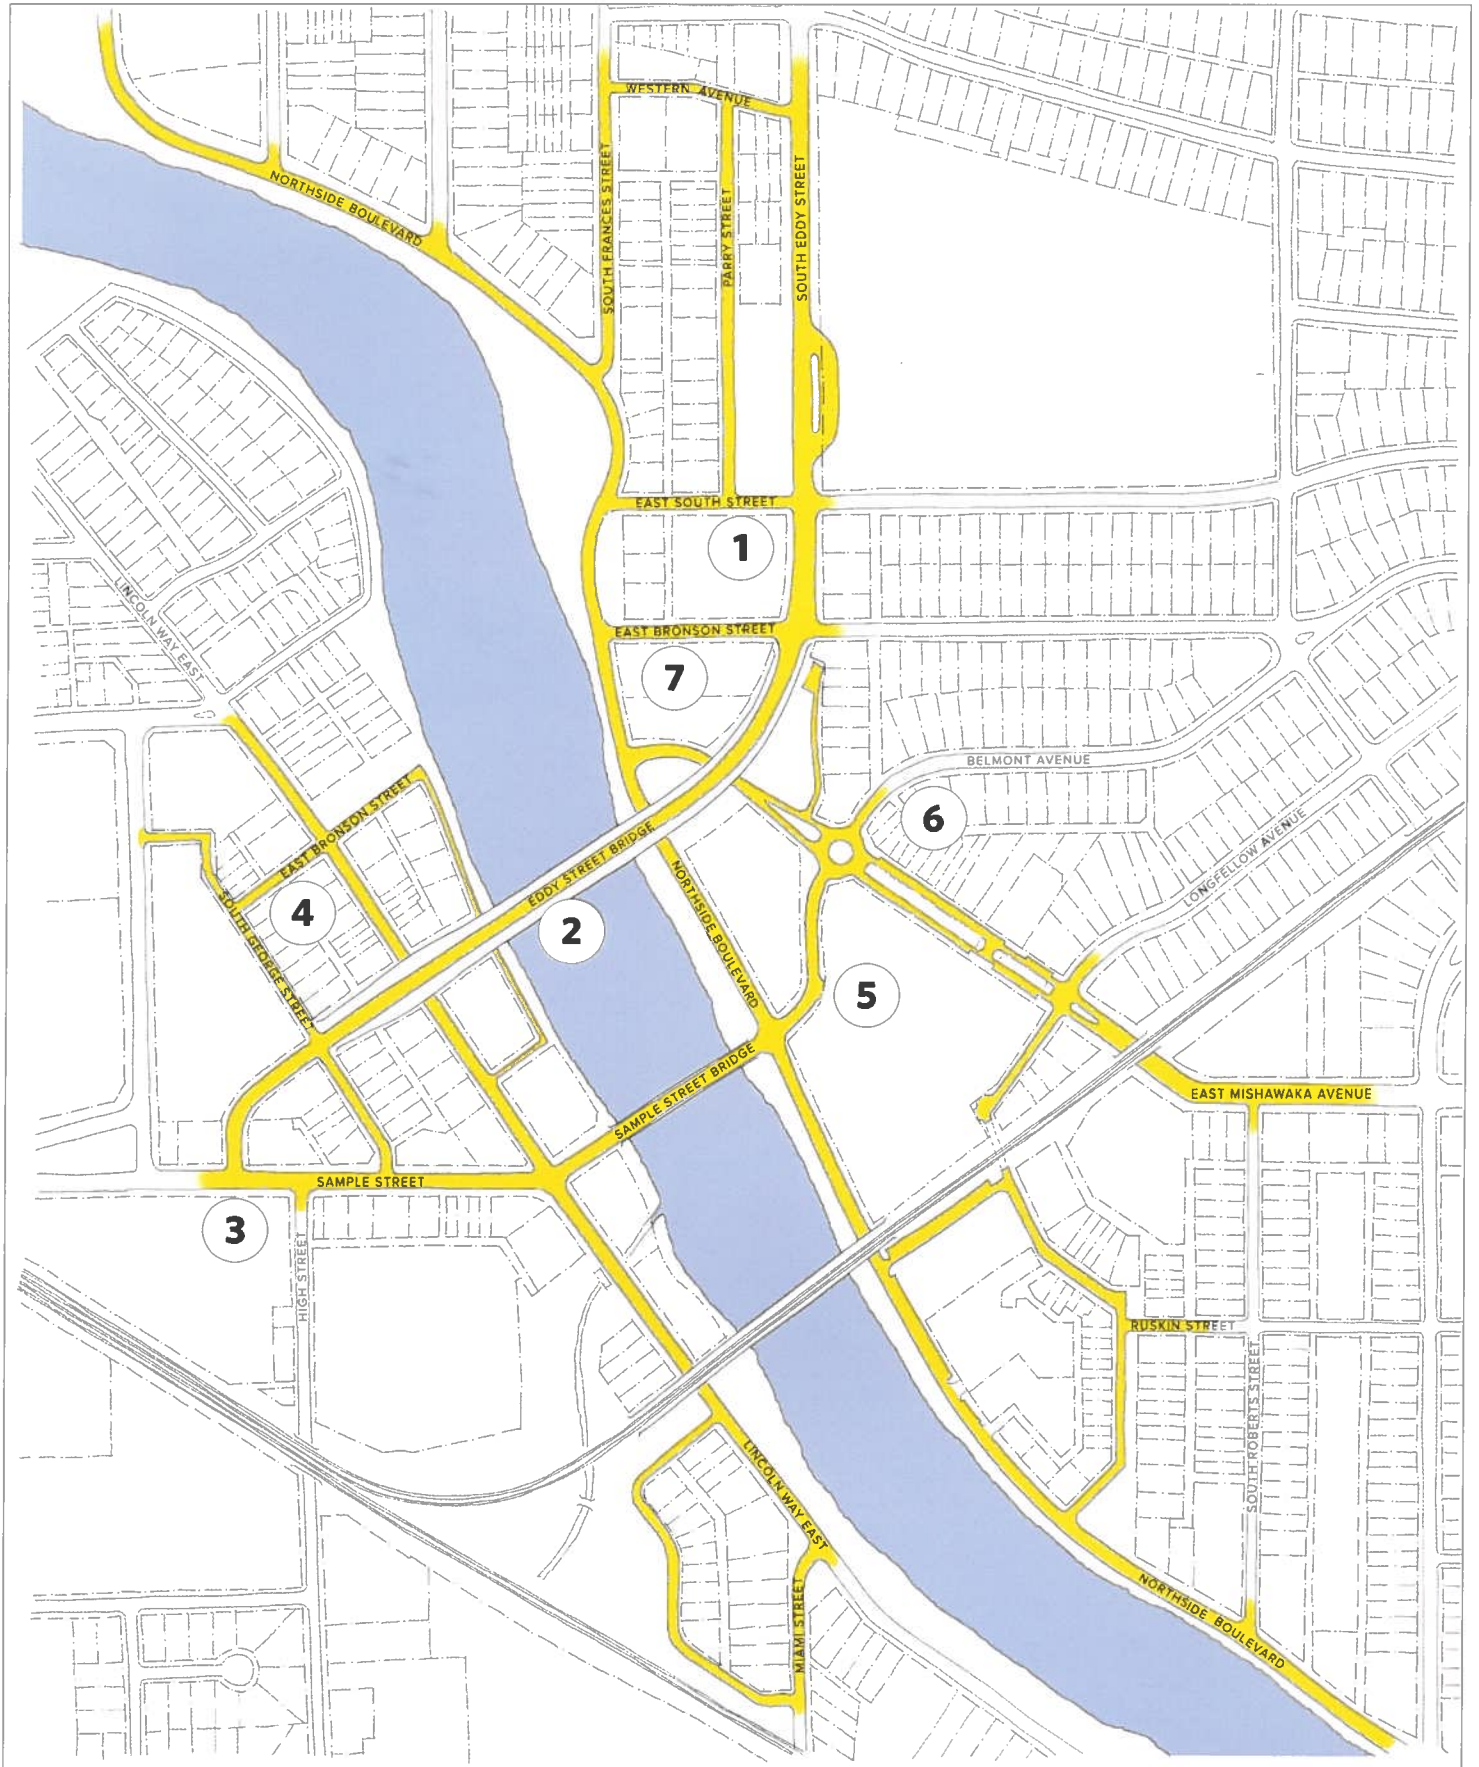 WESTERN AVENUE
NORTHSIDE BOULEVARD
SOUTH FRANCES STREET
PARRY STREET
SOUTH EDDY STREET
EAST SOUTH STREET
1
LINCOLN WAY EAST
EAST BRONSON STREET
7
BELMONT AVENUE
EAST BRONSON STREET
6
LONGFELLOW AVENUE
EDDY STREET BRIDGE
4
2
NORTHSIDE BOULEVARD
SOUTH GEORGE STREET
5
SAMPLE STREET BRIDGE
EAST MISHAWAKA AVENUE
SAMPLE STREET
3
HIGH STREET
RUSKIN STREET
SOUTH ROBERTS STREET
LINCOLN WAY EAST
MIAMI STREET
NORTHSIDE BOULEVARD